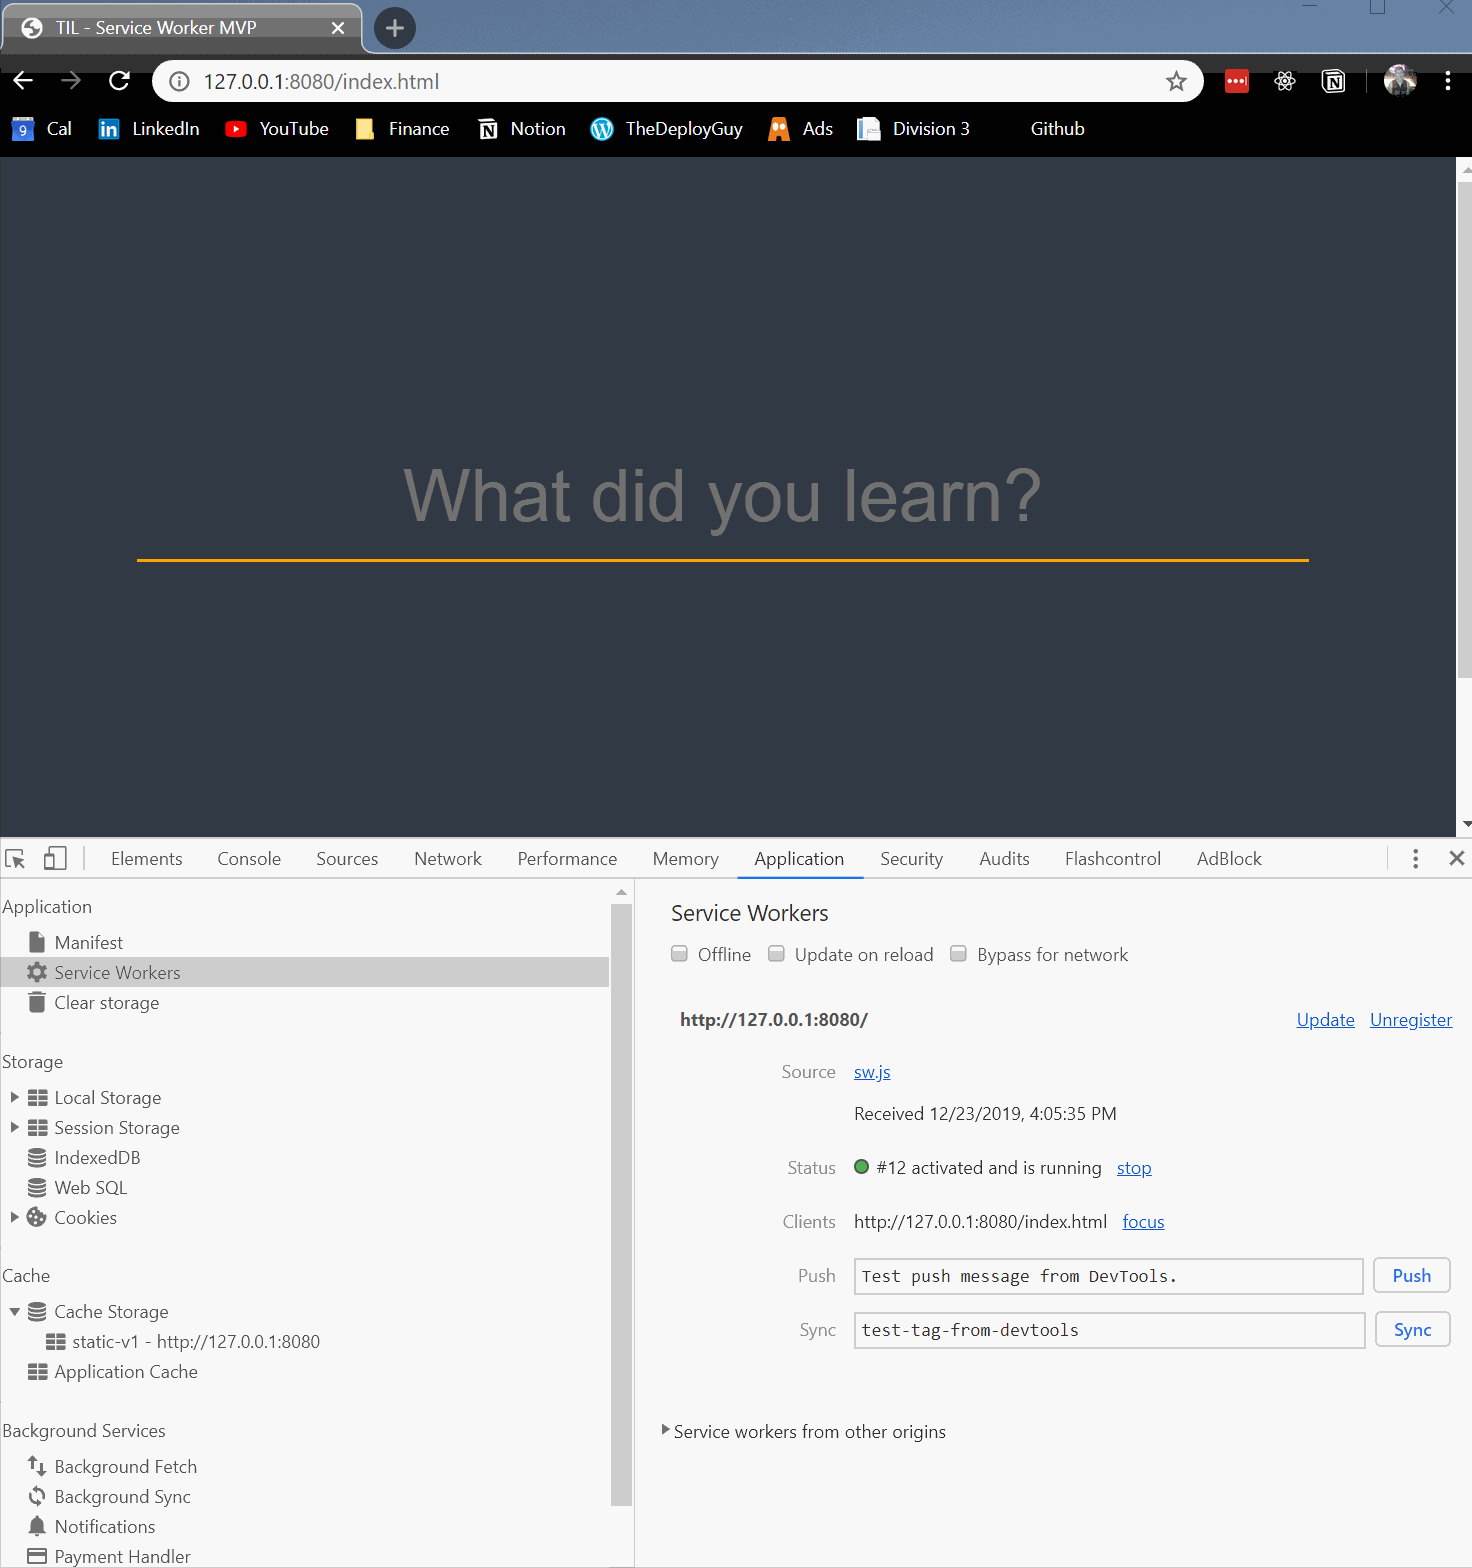 TIL - Service Worker MVP
127.0.0.1:8080/index.html
9 Cal LinkedIn YouTube Finance Notion TheDeployGuy Ads Division 3 Github
What did you learn?
Elements Console Sources Network Performance Memory Application Security Audits Flashcontrol AdBlock
Application
Manifest
Service Workers
Clear storage
Storage
Local Storage
Session Storage
IndexedDB
Web SQL
Cookies
Cache
Cache Storage
static-v1 - http://127.0.0.1:8080
Application Cache
Background Services
Background Fetch
Background Sync
Notifications
Payment Handler
Service Workers
Offline Update on reload Bypass for network
http://127.0.0.1:8080/ Update Unregister
Source sw.js
Received 12/23/2019, 4:05:35 PM
Status #12 activated and is running stop
Clients http://127.0.0.1:8080/index.html focus
Push Test push message from DevTools. Push
Sync test-tag-from-devtools Sync
Service workers from other origins